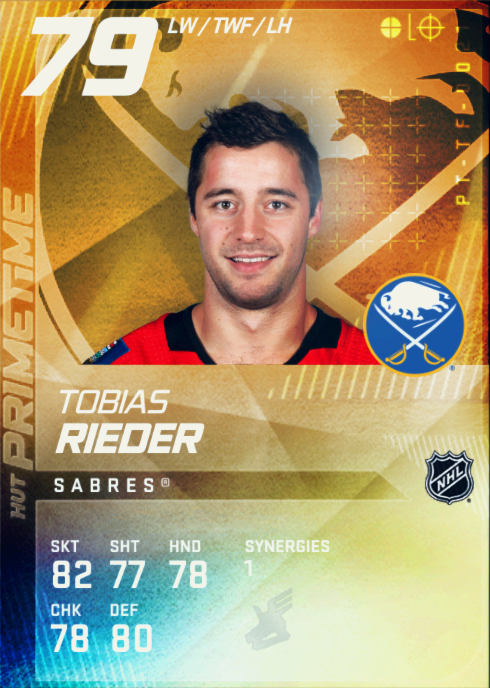 79
LW / TWF / LH
HUT PRIMETIME
TOBIAS
RIEDER
SABRES®
NHL
SKT SHT HND SYNERGIES
82 77 78 1
CHK DEF
78 80